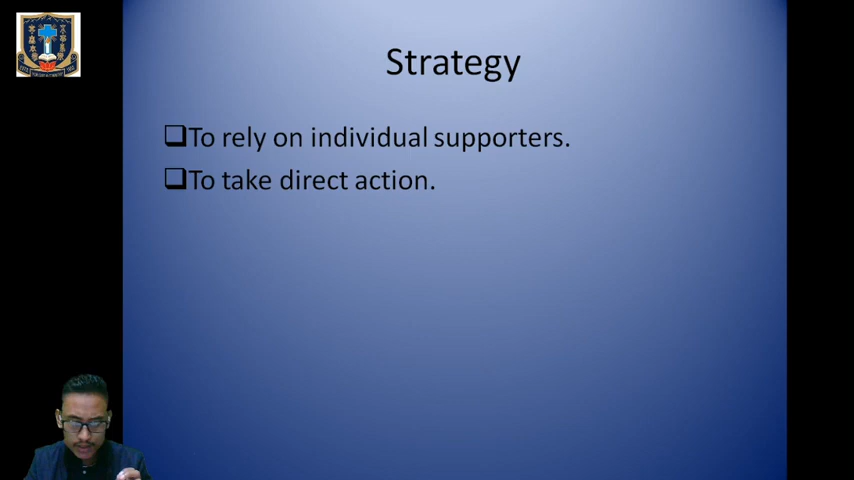 Strategy
❑To rely on individual supporters.
❑To take direct action.